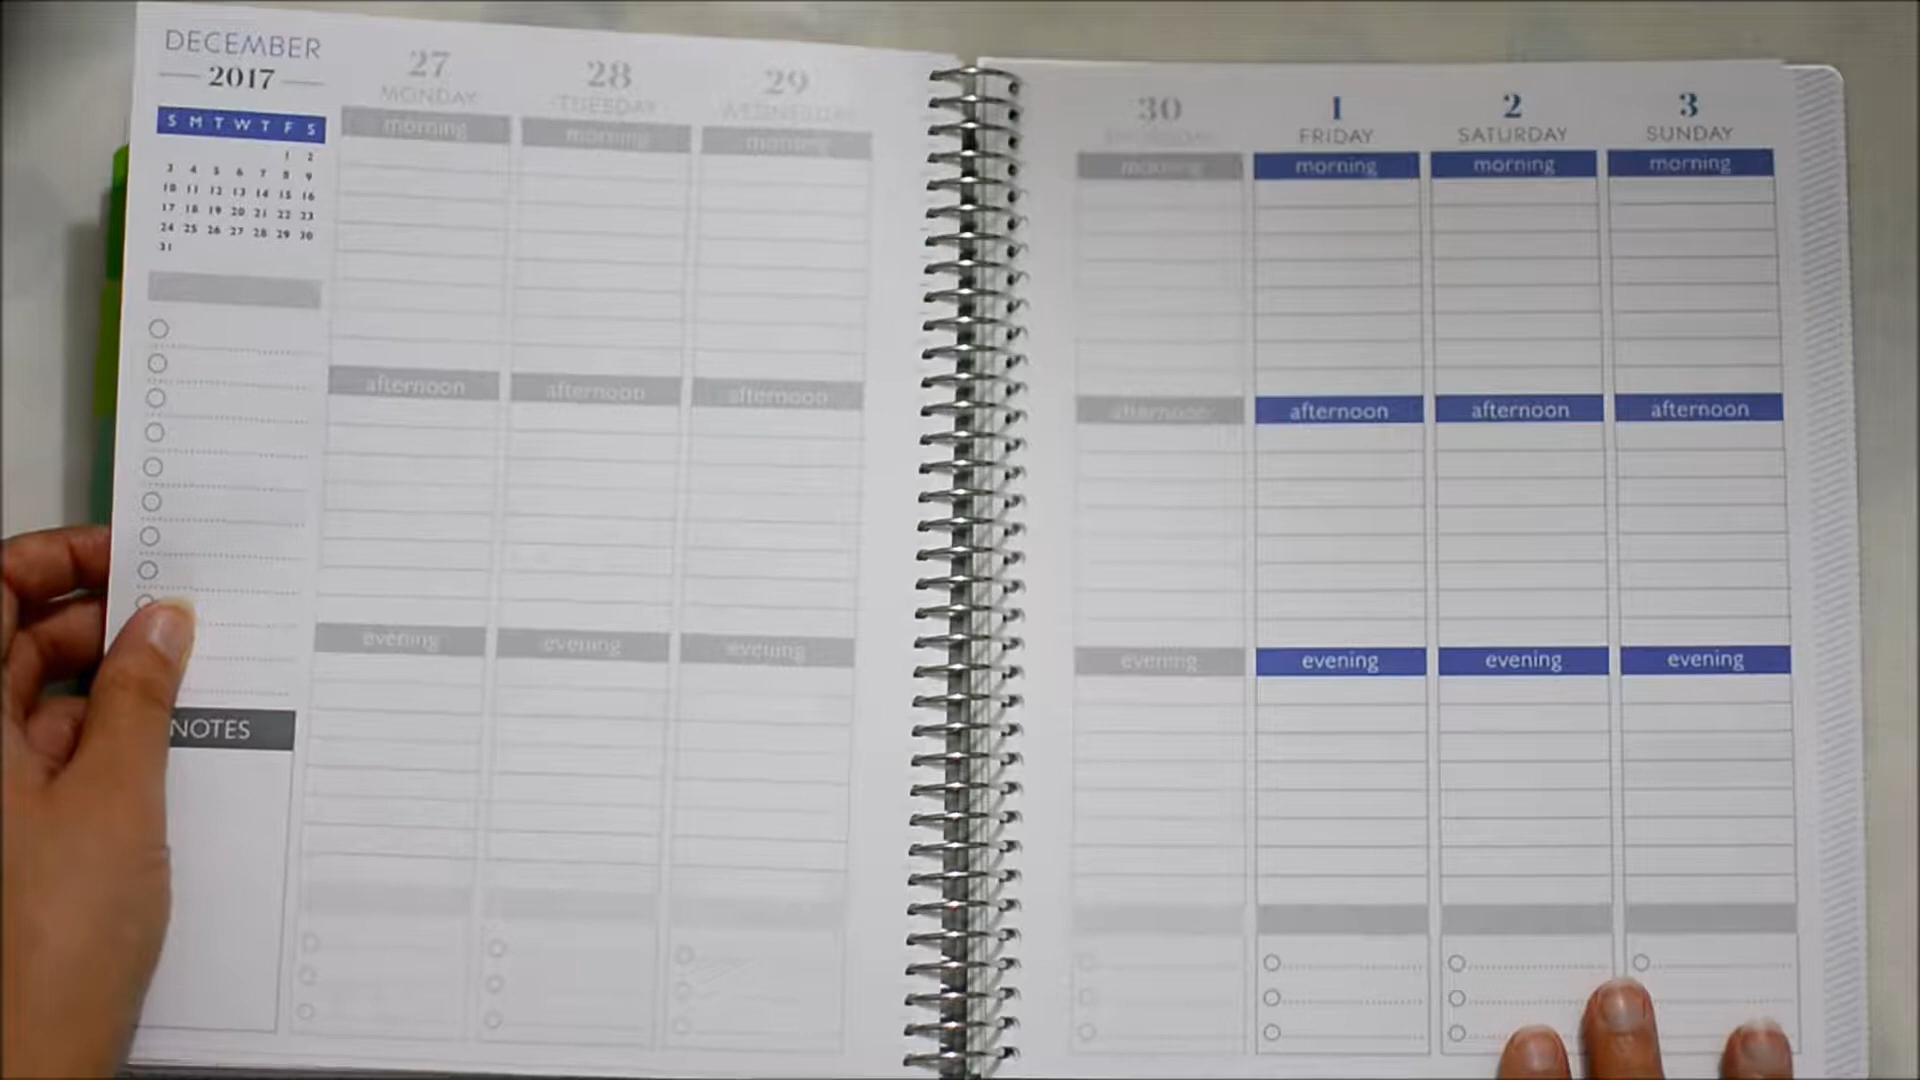 DECEMBER
2017
S M T W T F S
1 2
3 4 5 6 7 8 9
10 11 12 13 14 15 16
17 18 19 20 21 22 23
24 25 26 27 28 29 30
31
NOTES
27 28 29
MONDAY TUESDAY WEDNESDAY
morning morning morning
afternoon afternoon afternoon
evening evening evening
30 1 2 3
FRIDAY SATURDAY SUNDAY
morning morning morning morning
afternoon afternoon afternoon afternoon
evening evening evening evening